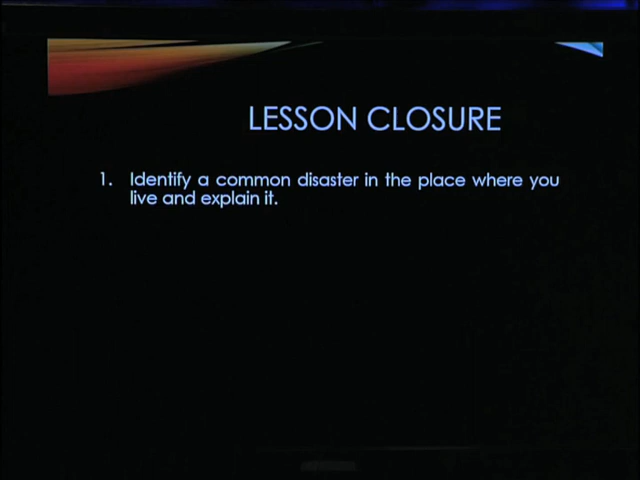 LESSON CLOSURE
1. Identify a common disaster in the place where you
live and explain it.